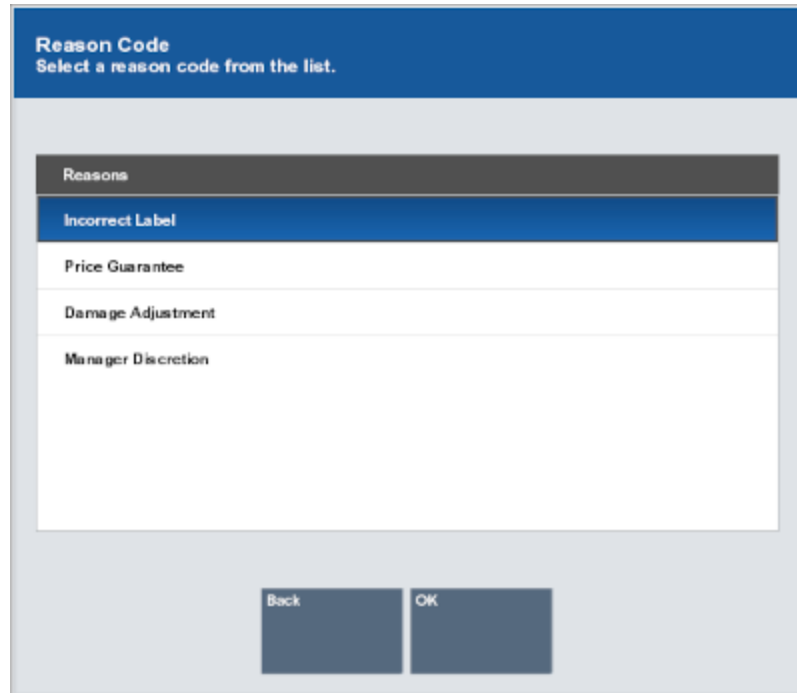 Reason Code
Select a reason code from the list.
Reasons
Incorrect Label
Price Guarantee
Damage Adjustment
Manager Discretion
Back
OK